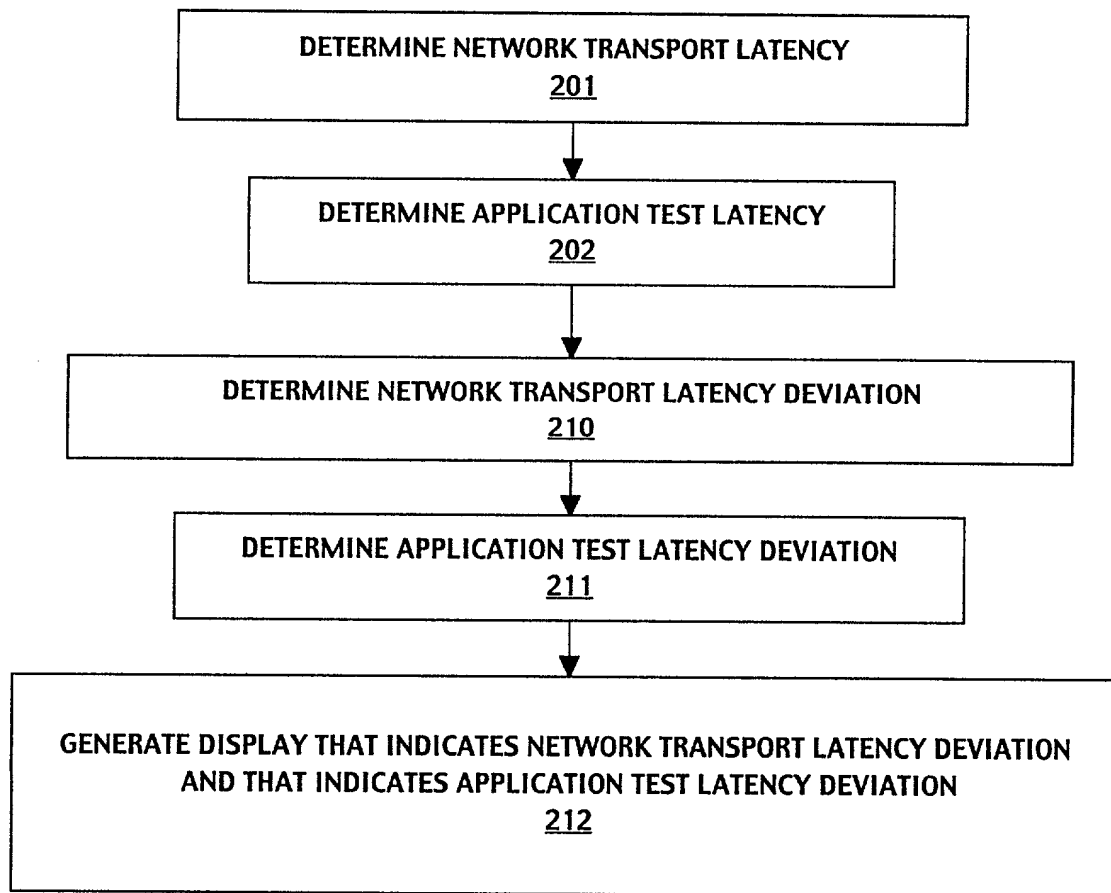 DETERMINE NETWORK TRANSPORT LATENCY
201
DETERMINE APPLICATION TEST LATENCY
202
DETERMINE NETWORK TRANSPORT LATENCY DEVIATION
210
DETERMINE APPLICATION TEST LATENCY DEVIATION
211
GENERATE DISPLAY THAT INDICATES NETWORK TRANSPORT LATENCY DEVIATION
AND THAT INDICATES APPLICATION TEST LATENCY DEVIATION
212